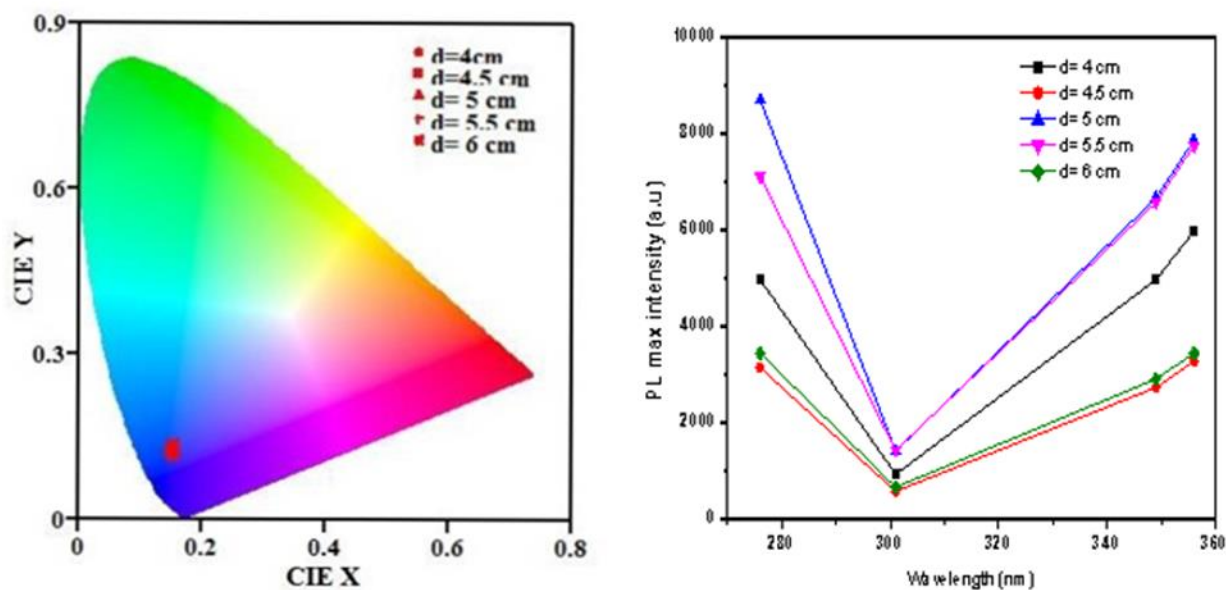 0.9
0.6
0.3
0
CIE Y
d=4cm
d=4.5 cm
d= 5 cm
d= 5.5 cm
d= 6 cm
0 0.2 0.4 0.6 0.8
CIE X
10000
8000
6000
4000
2000
0
PL max intensity (a.u)
d= 4 cm
d= 4.5 cm
d= 5 cm
d= 5.5 cm
d= 6 cm
280 300 320 340 360
Wavelength (nm)